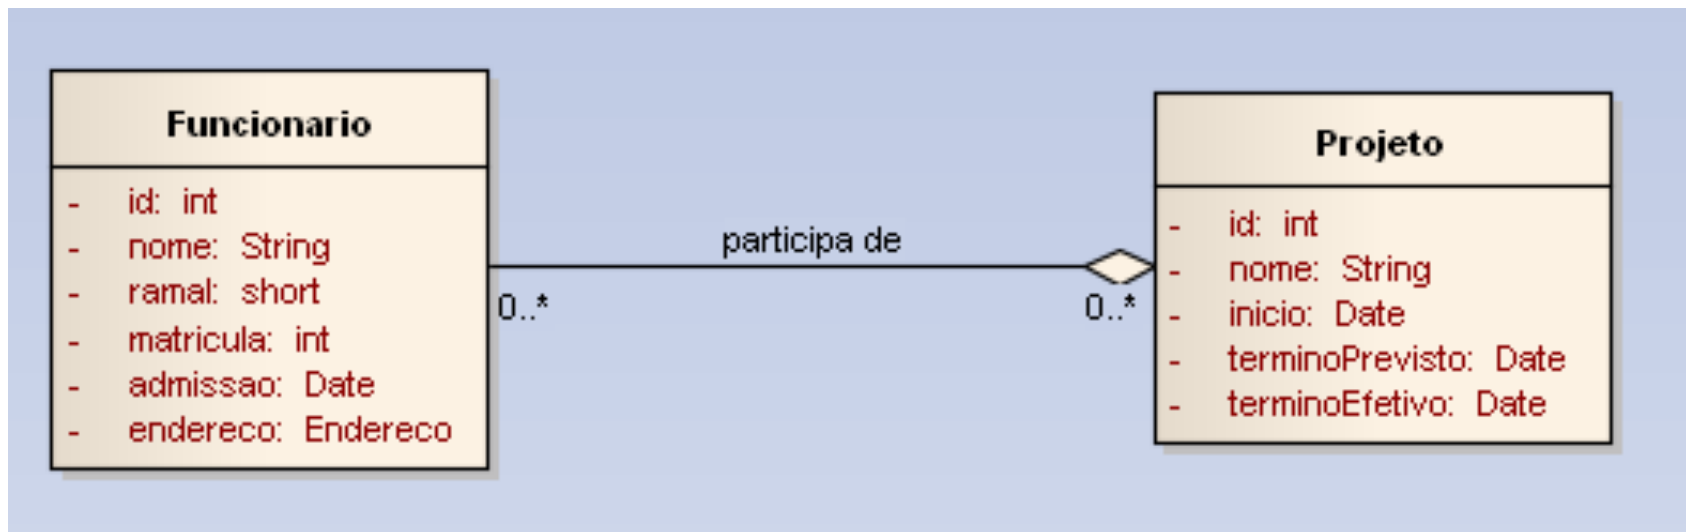 Funcionario
- id: int
- nome: String
- ramal: short
- matricula: int
- admissao: Date
- endereco: Endereco
participa de
0..*
0..*
Projeto
- id: int
- nome: String
- inicio: Date
- terminoPrevisto: Date
- terminoEfetivo: Date